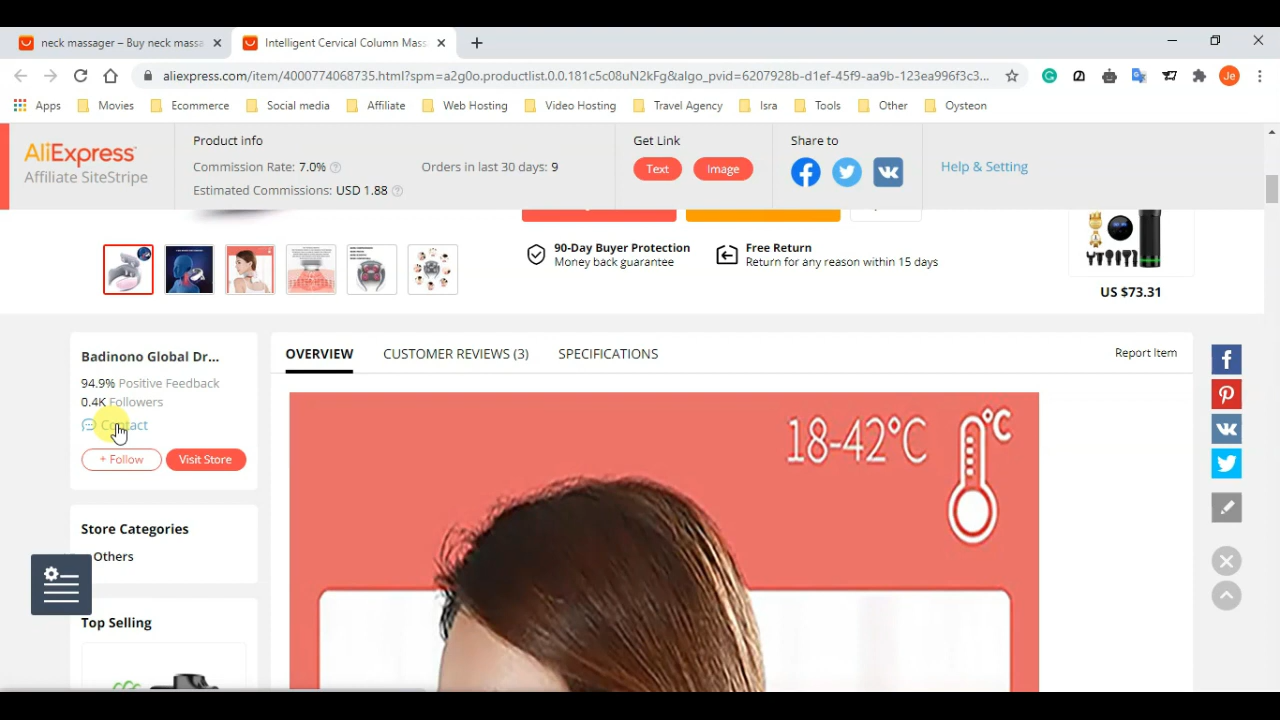 neck massager – Buy neck massa
Intelligent Cervical Column Mass
aliexpress.com/item/4000774068735.html?spm=a2g0o.productlist.0.0.181c5c08uN2kFg&algo_pvid=6207928b-d1ef-45f9-aa9b-123ea996f3c3...
Je
Apps Movies Ecommerce Social media Affiliate Web Hosting Video Hosting Travel Agency Isra Tools Other Oysteon
AliExpress
Affiliate SiteStripe
Product info
Commission Rate: 7.0%
Orders in last 30 days: 9
Estimated Commissions: USD 1.88
Get Link
Text Image
Share to
Help & Setting
90-Day Buyer Protection
Money back guarantee
Free Return
Return for any reason within 15 days
US $73.31
Badinono Global Dr...
94.9% Positive Feedback
0.4K Followers
Contact
+ Follow Visit Store
Store Categories
Others
Top Selling
OVERVIEW CUSTOMER REVIEWS (3) SPECIFICATIONS
Report Item
18-42°C
°C